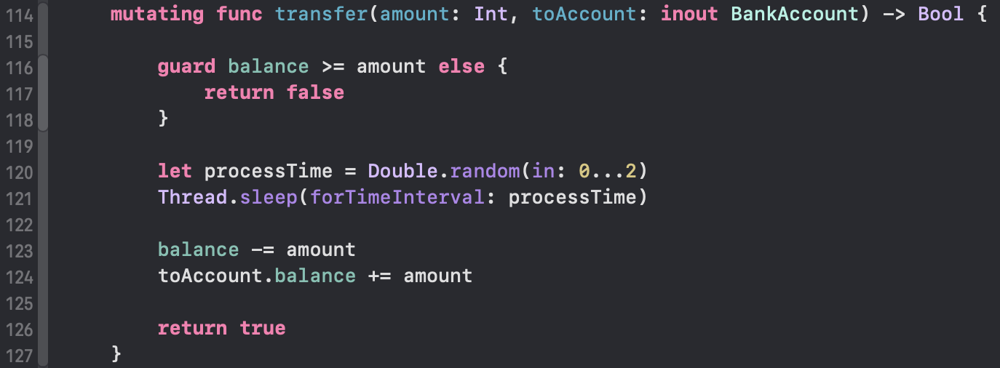 114 mutating func transfer(amount: Int, toAccount: inout BankAccount) -> Bool {
115
116 guard balance >= amount else {
117 return false
118 }
119
120 let processTime = Double.random(in: 0...2)
121 Thread.sleep(forTimeInterval: processTime)
122
123 balance -= amount
124 toAccount.balance += amount
125
126 return true
127 }